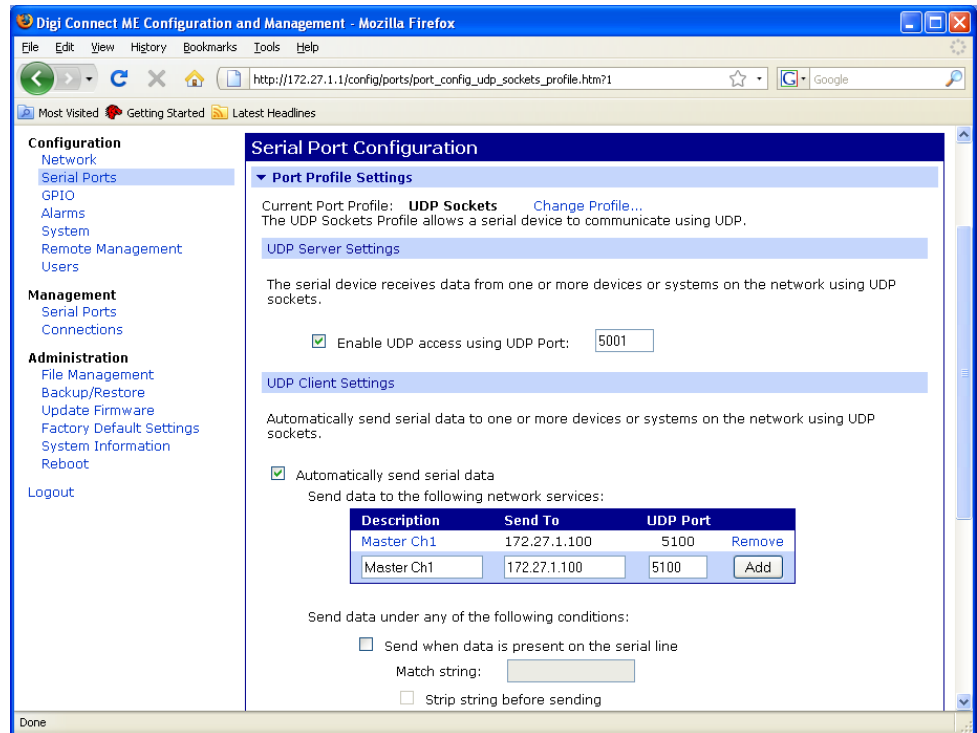 Digi Connect ME Configuration and Management - Mozilla Firefox
File Edit View History Bookmarks Tools Help
http://172.27.1.1/config/ports/port_config_udp_sockets_profile.htm?1
G Google
Most Visited Getting Started Latest Headlines
Configuration
Network
Serial Ports
GPIO
Alarms
System
Remote Management
Users
Management
Serial Ports
Connections
Administration
File Management
Backup/Restore
Update Firmware
Factory Default Settings
System Information
Reboot
Logout
Serial Port Configuration
Port Profile Settings
Current Port Profile: UDP Sockets Change Profile...
The UDP Sockets Profile allows a serial device to communicate using UDP.
UDP Server Settings
The serial device receives data from one or more devices or systems on the network using UDP
sockets.
Enable UDP access using UDP Port: 5001
UDP Client Settings
Automatically send serial data to one or more devices or systems on the network using UDP
sockets.
Automatically send serial data
Send data to the following network services:
Description Send To UDP Port
Master Ch1 172.27.1.100 5100 Remove
Master Ch1 172.27.1.100 5100 Add
Send data under any of the following conditions:
Send when data is present on the serial line
Match string:
Strip string before sending
Done